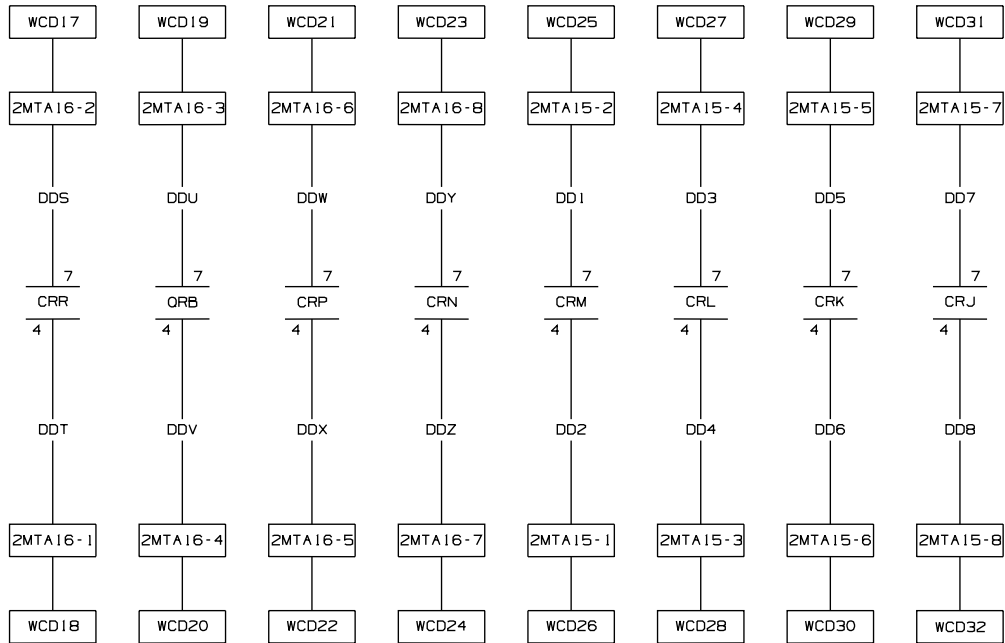 WCD17 WCD19 WCD21 WCD23 WCD25 WCD27 WCD29 WCD31
2MTA16-2 2MTA16-3 2MTA16-6 2MTA16-8 2MTA15-2 2MTA15-4 2MTA15-5 2MTA15-7
DDS DDU DDW DDY DD1 DD3 DD5 DD7
7 7 7 7 7 7 7 7
CRR QRB CRP CRN CRM CRL CRK CRJ
4 4 4 4 4 4 4 4
DDT DDV DDX DDZ DD2 DD4 DD6 DD8
2MTA16-1 2MTA16-4 2MTA16-5 2MTA16-7 2MTA15-1 2MTA15-3 2MTA15-6 2MTA15-8
WCD18 WCD20 WCD22 WCD24 WCD26 WCD28 WCD30 WCD32